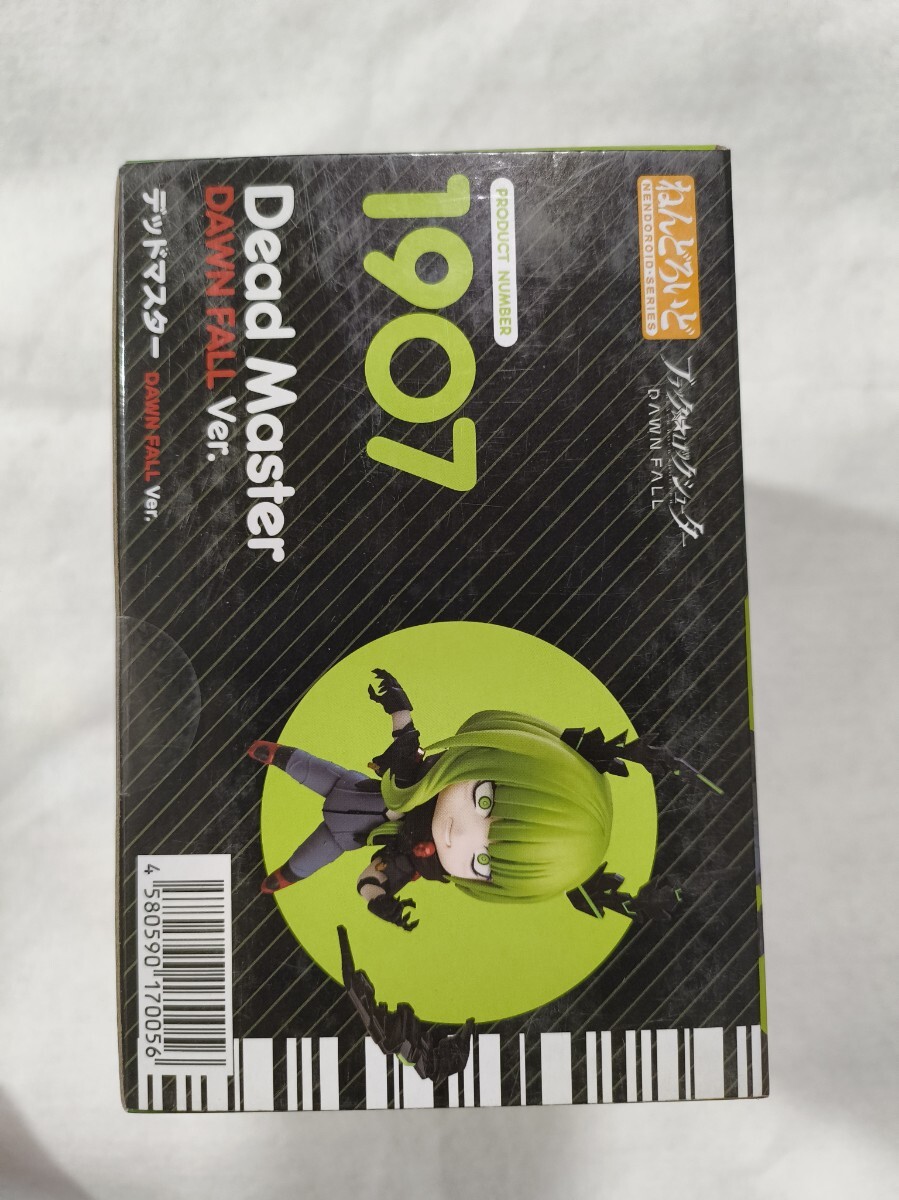 ねんどろいど
NENDOROID・SERIES
ブラック★★ロックシューター
DAWN FALL
PRODUCT NUMBER
1907
Dead Master
DAWN FALL Ver.
デッドマスター DAWN FALL Ver.
4 580590 170056